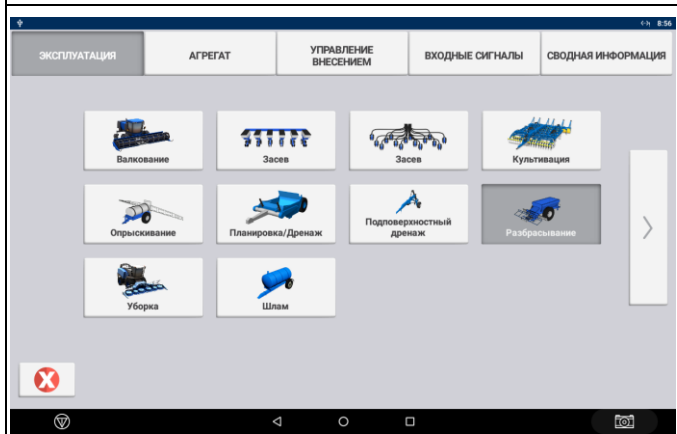 8:56
ЭКСПЛУАТАЦИЯ
АГРЕГАТ
УПРАВЛЕНИЕ
ВНЕСЕНИЕМ
ВХОДНЫЕ СИГНАЛЫ
СВОДНАЯ ИНФОРМАЦИЯ
Валкование
Засев
Засев
Культивация
Опрыскивание
Планировка/Дренаж
Подповерхностный
дренаж
Разбрасывание
Уборка
Шлам